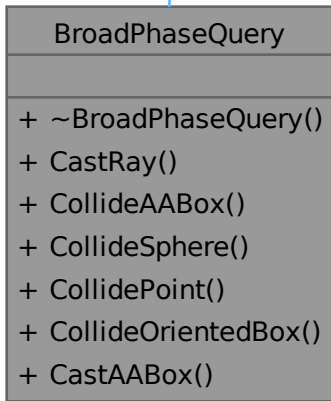 BroadPhaseQuery
+ ~BroadPhaseQuery()
+ CastRay()
+ CollideAABox()
+ CollideSphere()
+ CollidePoint()
+ CollideOrientedBox()
+ CastAABox()